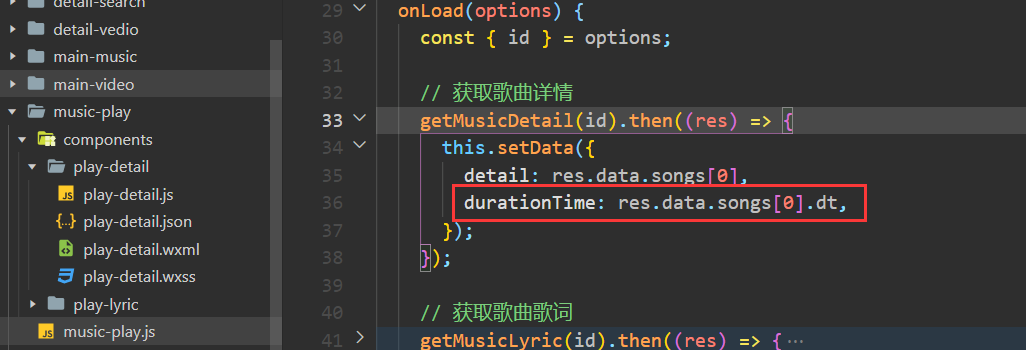 detail-search
detail-vedio
main-music
main-video
music-play
components
play-detail
play-detail.js
play-detail.json
play-detail.wxml
play-detail.wxss
play-lyric
music-play.js
29 onLoad(options) {
30 const { id } = options;
31
32 // 获取歌曲详情
33 getMusicDetail(id).then((res) => {
34 this.setData({
35 detail: res.data.songs[0],
36 durationTime: res.data.songs[0].dt,
37 });
38 });
39
40 // 获取歌曲歌词
41 getMusicLyric(id).then((res) => { ···